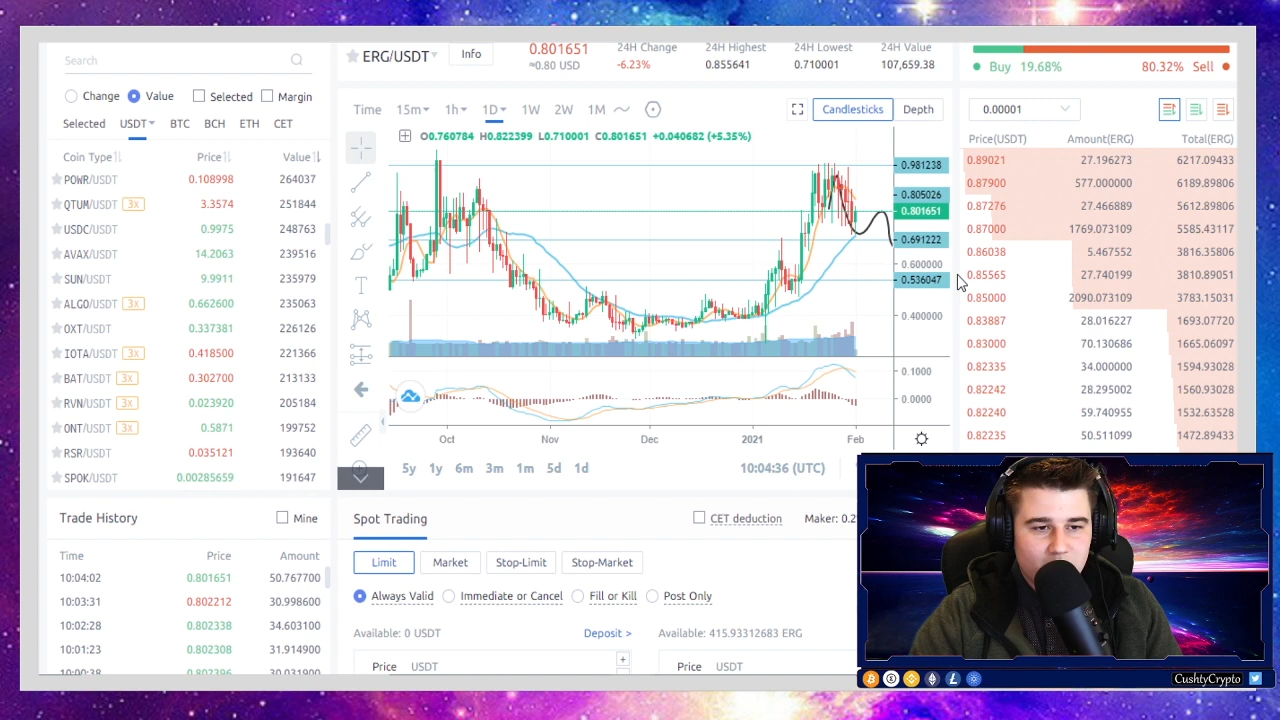 Search
Change Value Selected Margin
Selected USDT BTC BCH ETH CET
Coin Type Price Value
POWR/USDT 0.108998 264037
QTUM/USDT 3x 3.3574 251844
USDC/USDT 0.9975 248763
AVAX/USDT 14.2063 239516
SUN/USDT 9.9911 235979
ALGO/USDT 3x 0.662600 235063
OXT/USDT 0.337381 226126
IOTA/USDT 3x 0.418500 221366
BAT/USDT 3x 0.302700 213133
RVN/USDT 3x 0.023920 205184
ONT/USDT 3x 0.5871 199752
RSR/USDT 0.035121 193640
SPOK/USDT 0.00285659 191647
Trade History Mine
Time Price Amount
10:04:02 0.801651 50.767700
10:03:31 0.802212 30.998600
10:02:28 0.802338 34.603100
10:01:23 0.802308 31.914900
10:00:38 0.802396 30.031900
ERG/USDT Info
0.801651
≈0.80 USD
24H Change
-6.23%
24H Highest
0.855641
24H Lowest
0.710001
24H Value
107,659.38
Time 15m 1h 1D 1W 2W 1M
Candlesticks Depth
O0.760784 H0.822399 L0.710001 C0.801651 +0.040682 (+5.35%)
0.981238
0.805026
0.801651
0.691222
0.600000
0.536047
0.400000
0.1000
0.0000
Oct Nov Dec 2021 Feb
5y 1y 6m 3m 1m 5d 1d 10:04:36 (UTC)
Spot Trading CET deduction Maker: 0.2
Limit Market Stop-Limit Stop-Market
Always Valid Immediate or Cancel Fill or Kill Post Only
Available: 0 USDT Deposit > Available: 415.93312683 ERG
Price USDT + Price USDT
Buy 19.68% 80.32% Sell
0.00001
Price(USDT) Amount(ERG) Total(ERG)
0.89021 27.196273 6217.09433
0.87900 577.000000 6189.89806
0.87276 27.466889 5612.89806
0.87000 1769.073109 5585.43117
0.86038 5.467552 3816.35806
0.85565 27.740199 3810.89051
0.85000 2090.073109 3783.15031
0.83887 28.016227 1693.07720
0.83000 70.130686 1665.06097
0.82335 34.000000 1594.93028
0.82242 28.295002 1560.93028
0.82240 59.740955 1532.63528
0.82235 50.511099 1472.89433
CushtyCrypto